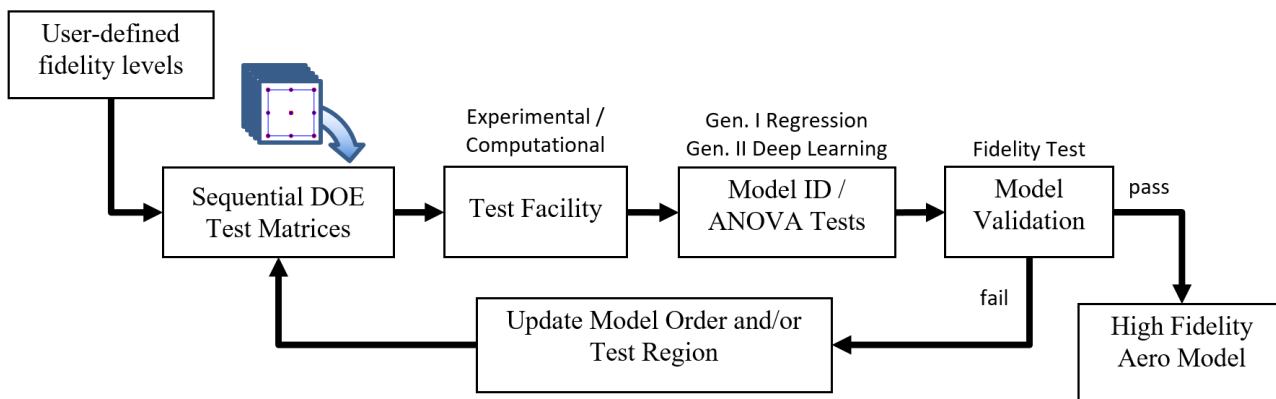 User-defined
fidelity levels
Experimental /
Computational
Gen. I Regression
Gen. II Deep Learning
Fidelity Test
Sequential DOE
Test Matrices
Test Facility
Model ID /
ANOVA Tests
Model
Validation
pass
fail
Update Model Order and/or
Test Region
High Fidelity
Aero Model